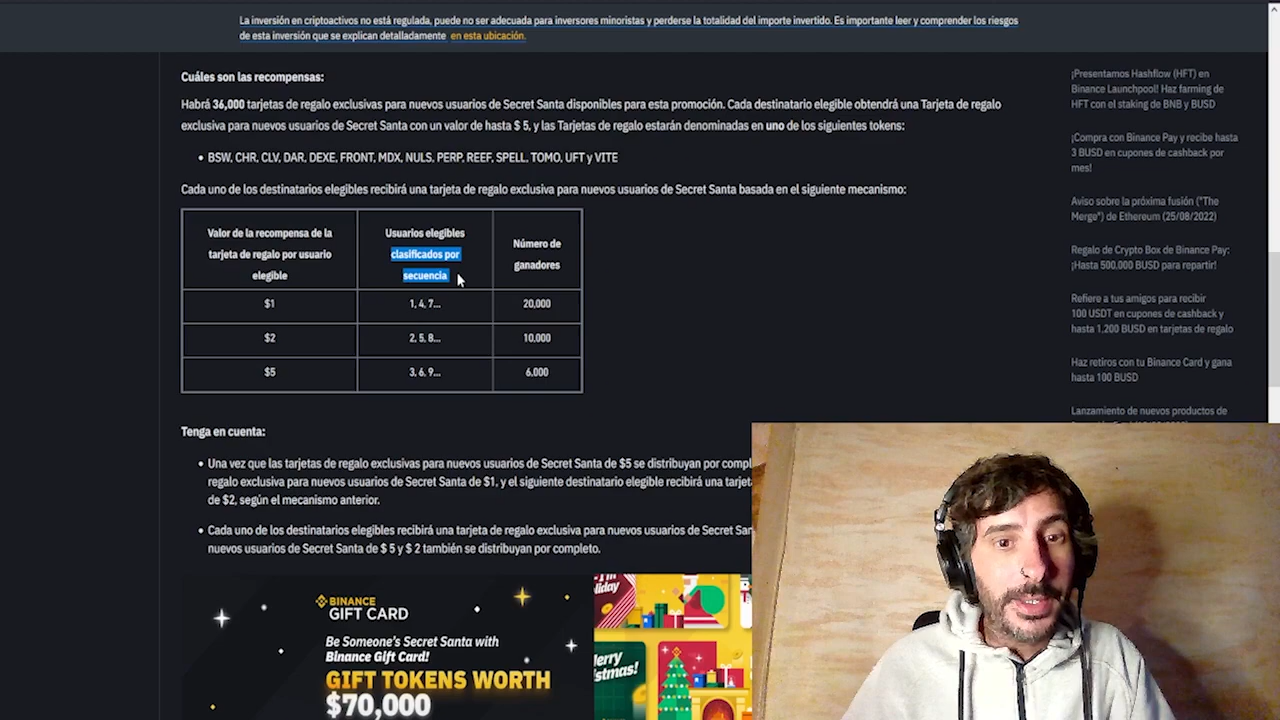 La inversión en criptoactivos no está regulada, puede no ser adecuada para inversores minoristas y perderse la totalidad del importe invertido. Es importante leer y comprender los riesgos
de esta inversión que se explican detalladamente en esta ubicación.
Cuáles son las recompensas:
Habrá 36,000 tarjetas de regalo exclusivas para nuevos usuarios de Secret Santa disponibles para esta promoción. Cada destinatario elegible obtendrá una Tarjeta de regalo
exclusiva para nuevos usuarios de Secret Santa con un valor de hasta $ 5, y las Tarjetas de regalo estarán denominadas en uno de los siguientes tokens:
• BSW, CHR, CLV, DAR, DEXE, FRONT, MDX, NULS, PERP, REEF, SPELL, TOMO, UFT y VITE
Cada uno de los destinatarios elegibles recibirá una tarjeta de regalo exclusiva para nuevos usuarios de Secret Santa basada en el siguiente mecanismo:
Valor de la recompensa de la
tarjeta de regalo por usuario
elegible
Usuarios elegibles
clasificados por
secuencia
Número de
ganadores
$1
1, 4, 7...
20,000
$2
2, 5, 8...
10,000
$5
3, 6, 9...
6.000
Tenga en cuenta:
• Una vez que las tarjetas de regalo exclusivas para nuevos usuarios de Secret Santa de $5 se distribuyan por compl
regalo exclusiva para nuevos usuarios de Secret Santa de $1, y el siguiente destinatario elegible recibirá una tarjeta
de $2, según el mecanismo anterior.
• Cada uno de los destinatarios elegibles recibirá una tarjeta de regalo exclusiva para nuevos usuarios de Secret San
nuevos usuarios de Secret Santa de $ 5 y $ 2 también se distribuyan por completo.
BINANCE
GIFT CARD
Be Someone's Secret Santa with
Binance Gift Card!
GIFT TOKENS WORTH
$70,000
holiday
Merry
Christmas!
¡Presentamos Hashflow (HFT) en
Binance Launchpool! Haz farming de
HFT con el staking de BNB y BUSD
¡Compra con Binance Pay y recibe hasta
3 BUSD en cupones de cashback por
mes!
Aviso sobre la próxima fusión ("The
Merge") de Ethereum (25/08/2022)
Regalo de Crypto Box de Binance Pay:
¡Hasta 500,000 BUSD para repartir!
Refiere a tus amigos para recibir
100 USDT en cupones de cashback y
hasta 1,200 BUSD en tarjetas de regalo
Haz retiros con tu Binance Card y gana
hasta 100 BUSD
Lanzamiento de nuevos productos de